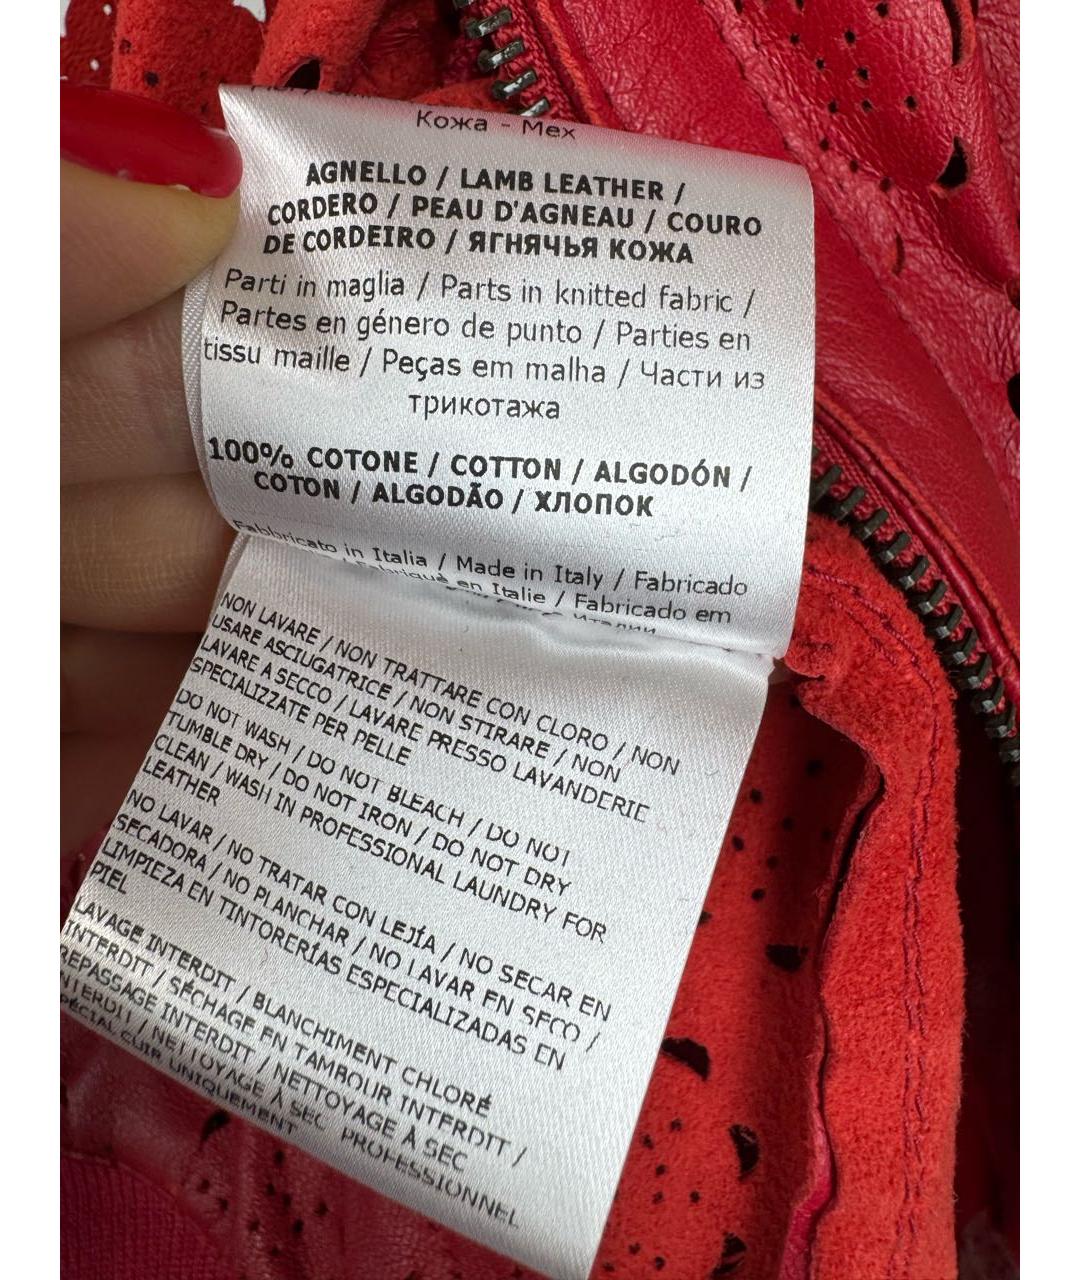 Кожа - Мех
AGNELLO / LAMB LEATHER /
CORDERO / PEAU D'AGNEAU / COURO
DE CORDEIRO / ЯГНЯЧЬЯ КОЖА
Parti in maglia / Parts in knitted fabric /
Partes en género de punto / Parties en
tissu maille / Peças em malha / Части из
трикотажа
100% COTONE / COTTON / ALGODÓN /
COTON / ALGODÃO / ХЛОПОК
Fabbricato in Italia / Made in Italy / Fabricado
/ Fabriqué en Italie / Fabricado em
Италии
NON LAVARE / NON TRATTARE CON CLORO / NON
USARE ASCIUGATRICE / NON STIRARE / NON
LAVARE A SECCO / LAVARE PRESSO LAVANDERIE
SPECIALIZZATE PER PELLE
DO NOT WASH / DO NOT BLEACH / DO NOT
TUMBLE DRY / DO NOT IRON / DO NOT DRY
CLEAN / WASH IN PROFESSIONAL LAUNDRY FOR
LEATHER
NO LAVAR / NO TRATAR CON LEJÍA / NO SECAR EN
SECADORA / NO PLANCHAR / NO LAVAR EN SECO /
LIMPIEZA EN TINTORERÍAS ESPECIALIZADAS EN
PIEL
LAVAGE INTERDIT / BLANCHIMENT CHLORÉ
INTERDIT / SÉCHAGE EN TAMBOUR INTERDIT /
REPASSAGE INTERDIT / NETTOYAGE À SEC
INTERDIT / NETTOYAGE À SEC PROFESSIONNEL
SPÉCIAL CUIR UNIQUEMENT